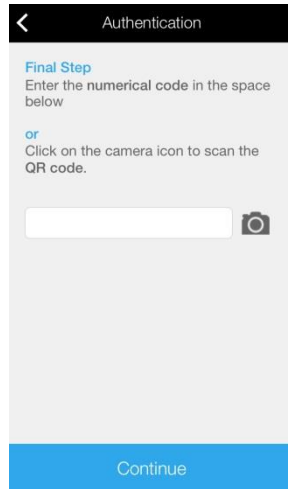 Authentication
Final Step
Enter the numerical code in the space
below
or
Click on the camera icon to scan the
QR code.
Continue